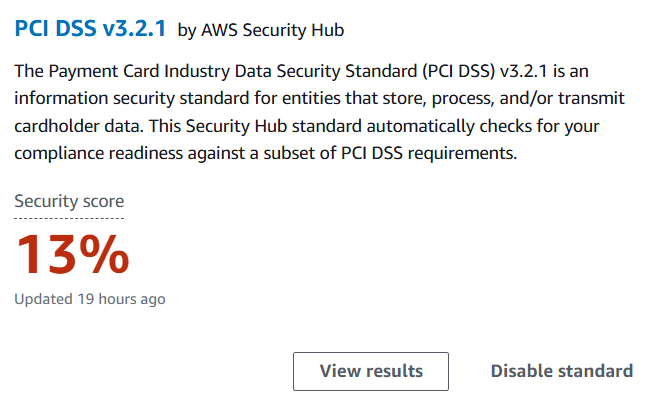 PCI DSS v3.2.1 by AWS Security Hub
The Payment Card Industry Data Security Standard (PCI DSS) v3.2.1 is an
information security standard for entities that store, process, and/or transmit
cardholder data. This Security Hub standard automatically checks for your
compliance readiness against a subset of PCI DSS requirements.
Security score
13%
Updated 19 hours ago
View results Disable standard